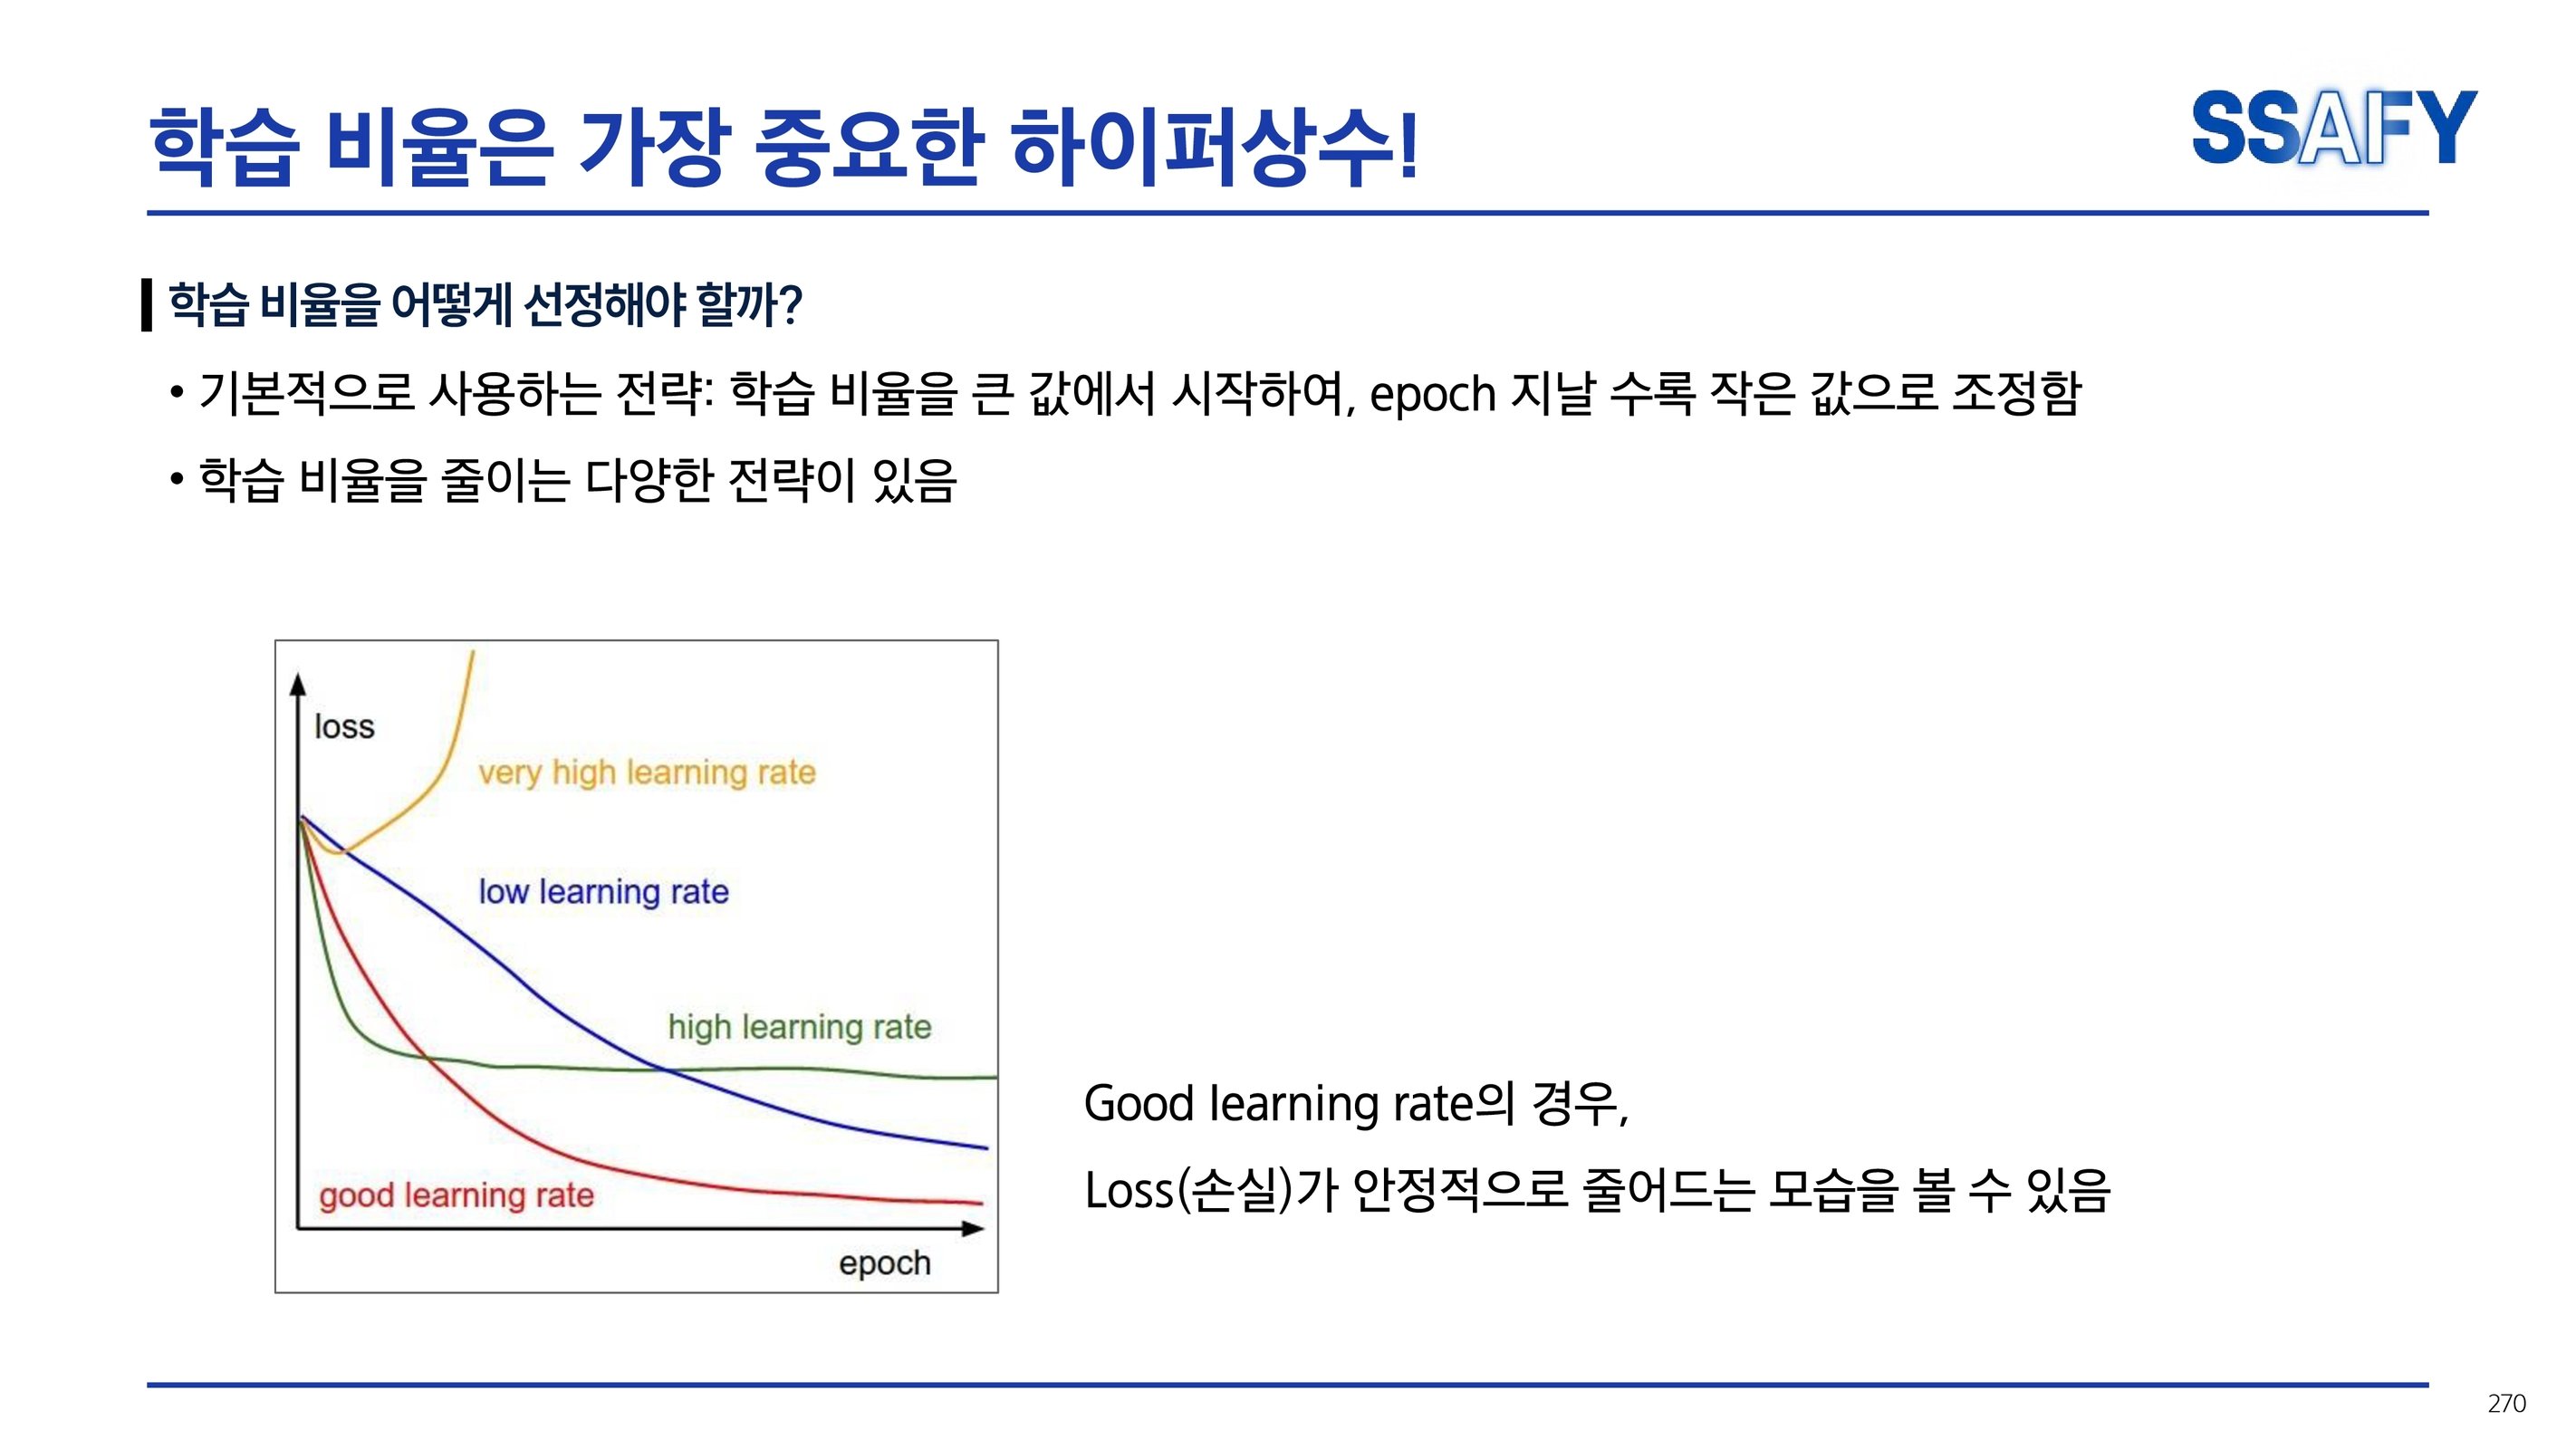 학습 비율은 가장 중요한 하이퍼상수!
SSAFY
학습 비율을 어떻게 선정해야 할까?
• 기본적으로 사용하는 전략: 학습 비율을 큰 값에서 시작하여, epoch 지날 수록 작은 값으로 조정함
• 학습 비율을 줄이는 다양한 전략이 있음
loss
very high learning rate
low learning rate
high learning rate
good learning rate
epoch
Good learning rate의 경우,
Loss(손실)가 안정적으로 줄어드는 모습을 볼 수 있음
270